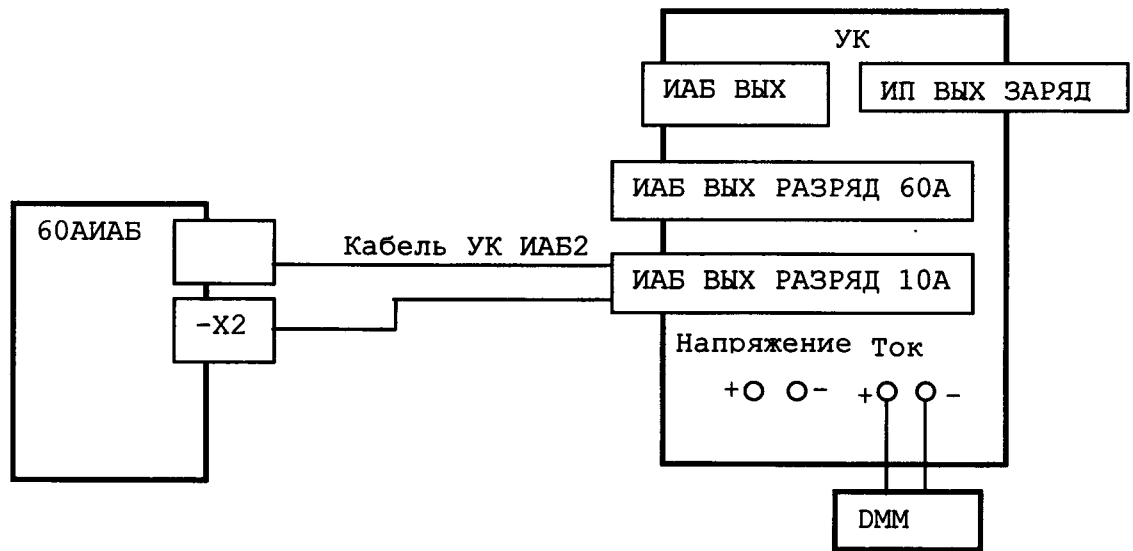 УК
ИАБ ВЫХ
ИП ВЫХ ЗАРЯД
ИАБ ВЫХ РАЗРЯД 60А
60АИАБ
Кабель УК ИАБ2
ИАБ ВЫХ РАЗРЯД 10А
-X2
Напряжение Ток
+ - + -
DMM